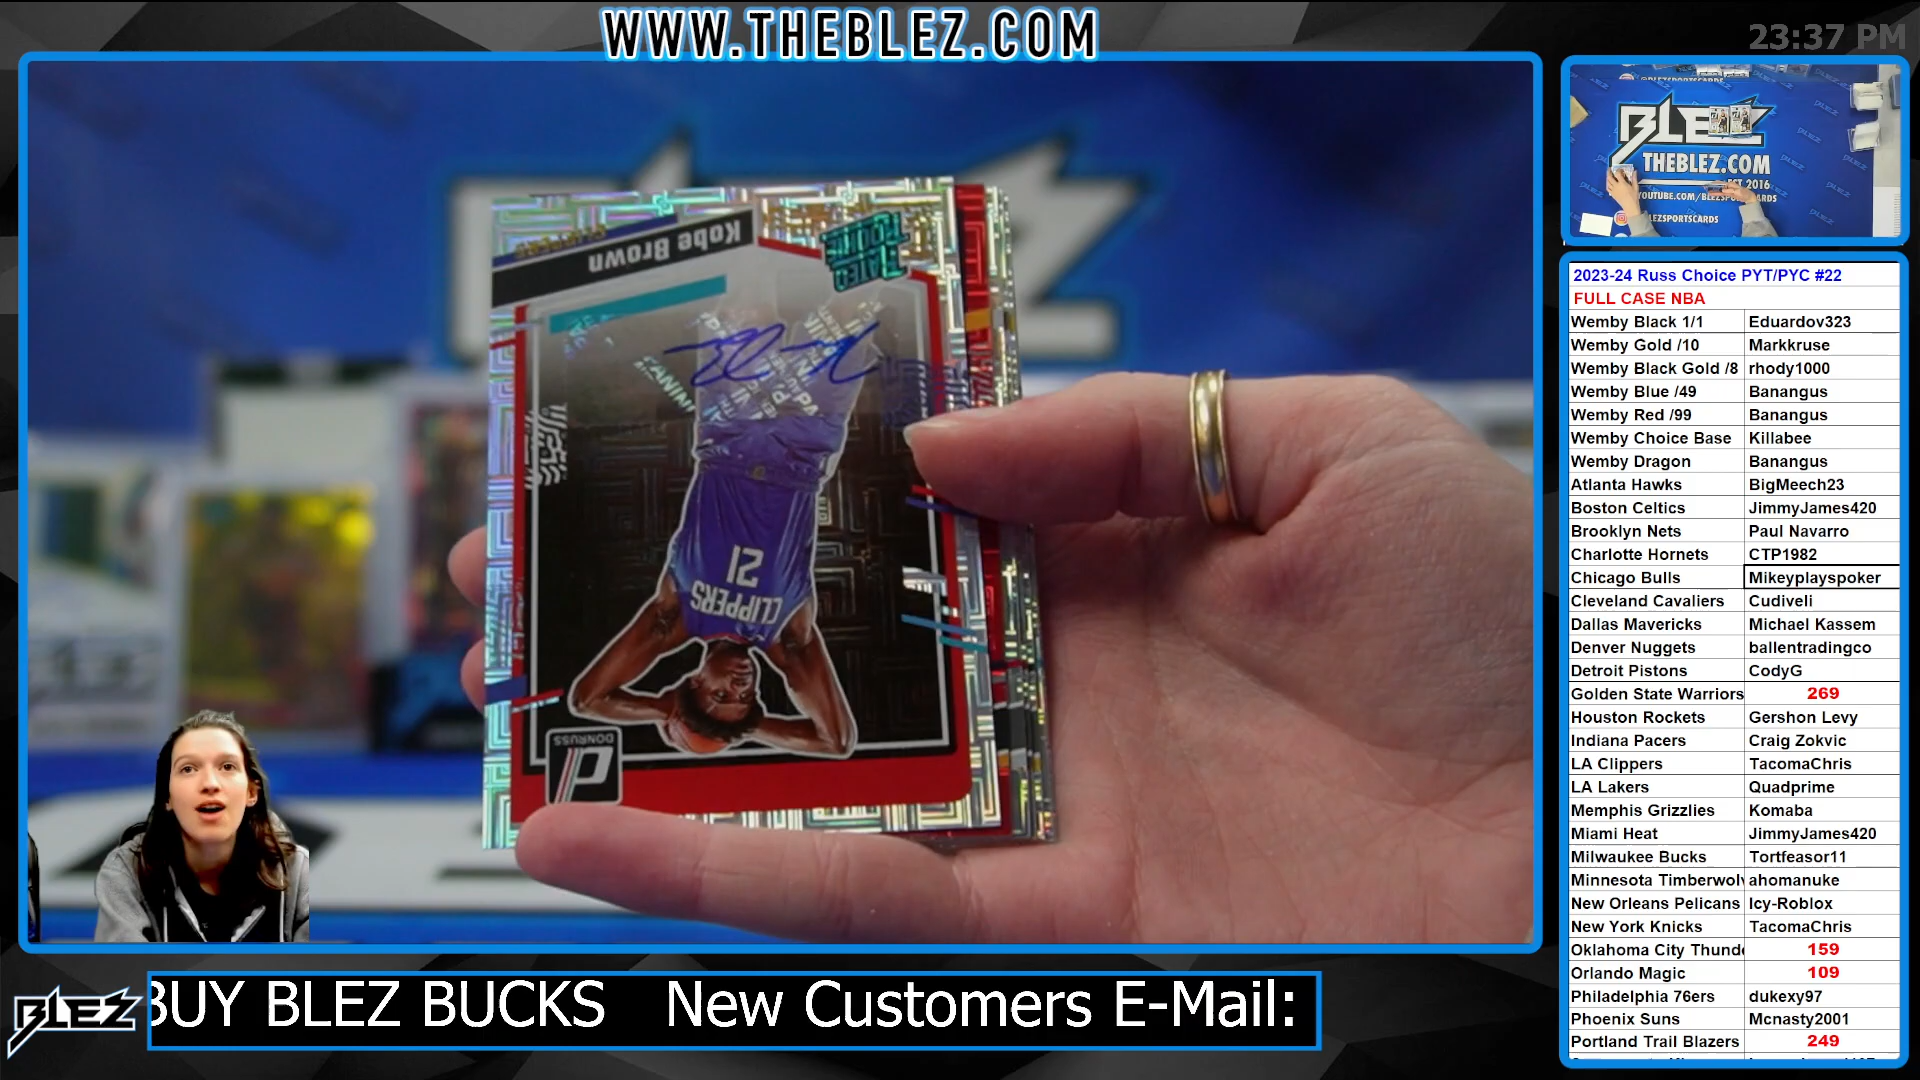 WWW.THEBLEZ.COM
23:37 PM
Kobe Brown
CLIPPERS
RATED ROOKIE
CLIPPERS
21
DONRUSS
BLEZ
THEBLEZ.COM
EST 2016
2023-24 Russ Choice PYT/PYC #22
FULL CASE NBA
Wemby Black 1/1 Eduardov323
Wemby Gold /10 Markkruse
Wemby Black Gold /8 rhody1000
Wemby Blue /49 Banangus
Wemby Red /99 Banangus
Wemby Choice Base Killabee
Wemby Dragon Banangus
Atlanta Hawks BigMeech23
Boston Celtics JimmyJames420
Brooklyn Nets Paul Navarro
Charlotte Hornets CTP1982
Chicago Bulls Mikeyplayspoker
Cleveland Cavaliers Cudiveli
Dallas Mavericks Michael Kassem
Denver Nuggets ballentradingco
Detroit Pistons CodyG
Golden State Warriors 269
Houston Rockets Gershon Levy
Indiana Pacers Craig Zokvic
LA Clippers TacomaChris
LA Lakers Quadprime
Memphis Grizzlies Komaba
Miami Heat JimmyJames420
Milwaukee Bucks Tortfeasor11
Minnesota Timberwolv ahomanuke
New Orleans Pelicans Icy-Roblox
New York Knicks TacomaChris
Oklahoma City Thunde 159
Orlando Magic 109
Philadelphia 76ers dukexy97
Phoenix Suns Mcnasty2001
Portland Trail Blazers 249
BLEZ
BUY BLEZ BUCKS New Customers E-Mail: